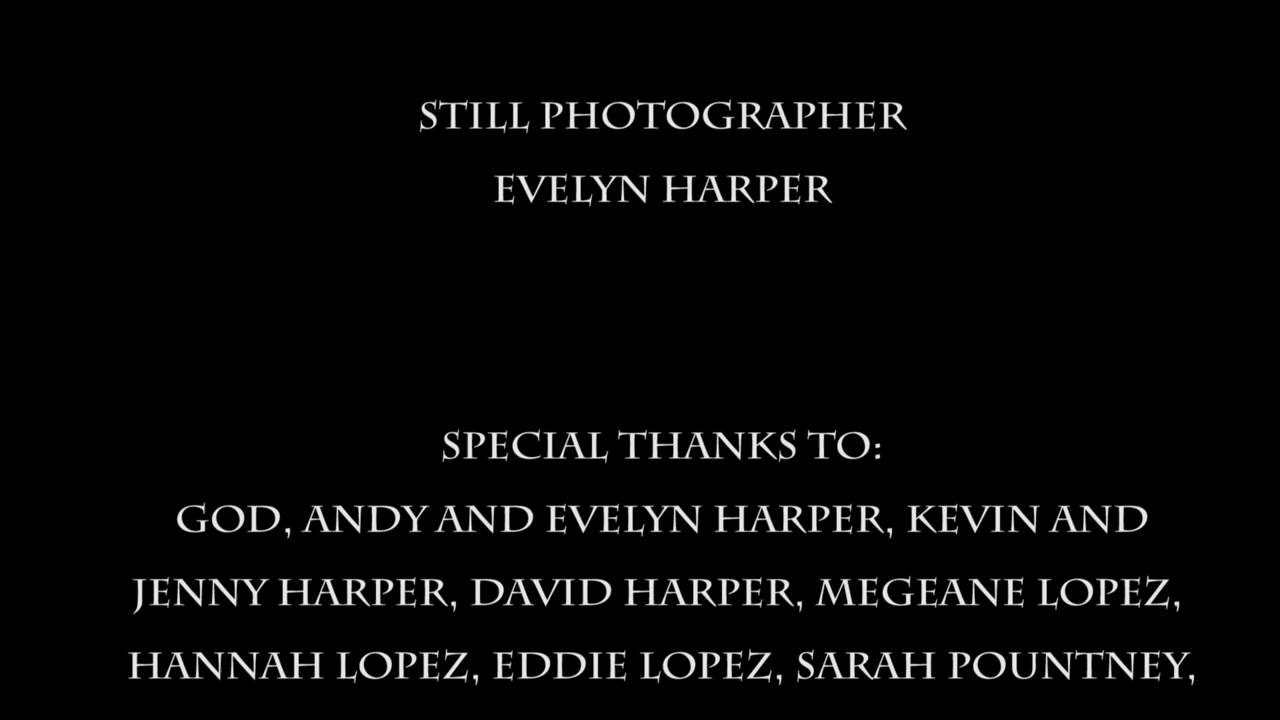 STILL PHOTOGRAPHER
EVELYN HARPER
SPECIAL THANKS TO:
GOD, ANDY AND EVELYN HARPER, KEVIN AND
JENNY HARPER, DAVID HARPER, MEGEANE LOPEZ,
HANNAH LOPEZ, EDDIE LOPEZ, SARAH POUNTNEY,